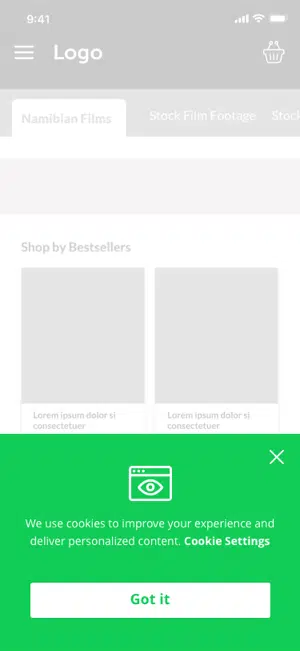 9:41
Logo
Namibian Films
Stock Film Footage
Stock
Shop by Bestsellers
Lorem ipsum dolor si
consectetuer
Lorem ipsum dolor si
consectetuer
We use cookies to improve your experience and
deliver personalized content. Cookie Settings
Got it